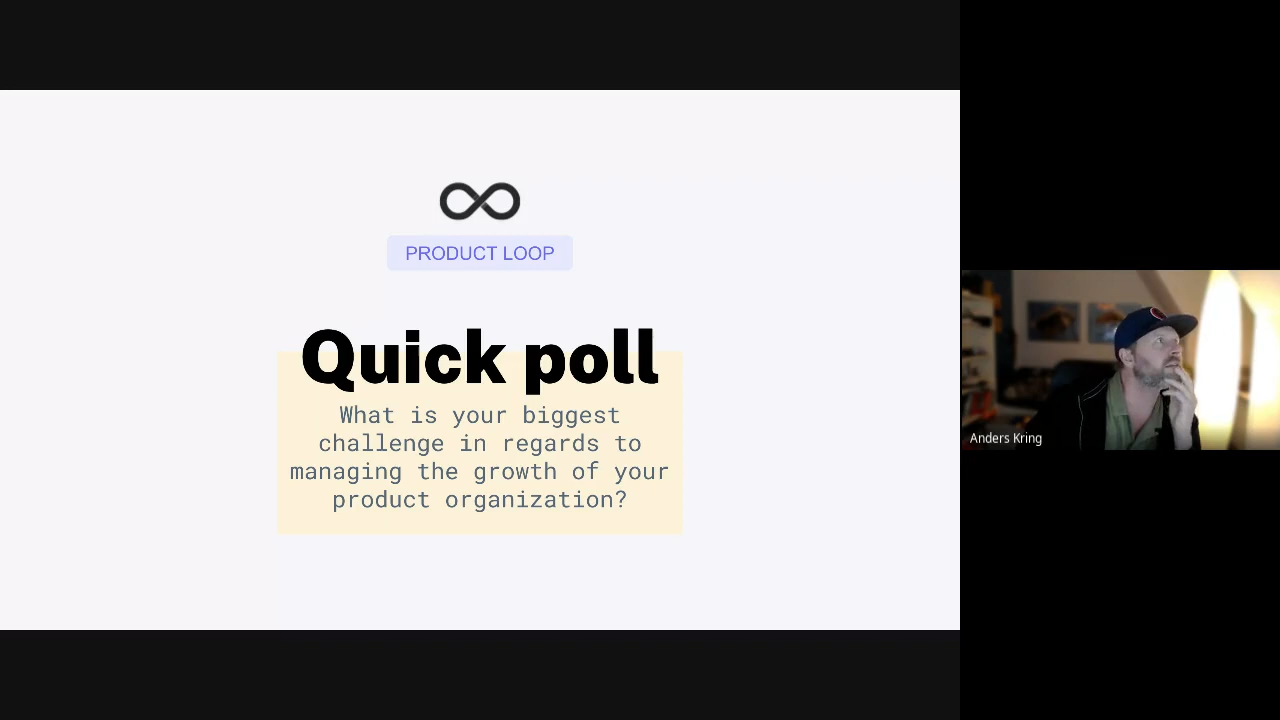 PRODUCT LOOP
Quick poll
What is your biggest
challenge in regards to
managing the growth of your
product organization?
Anders Kring